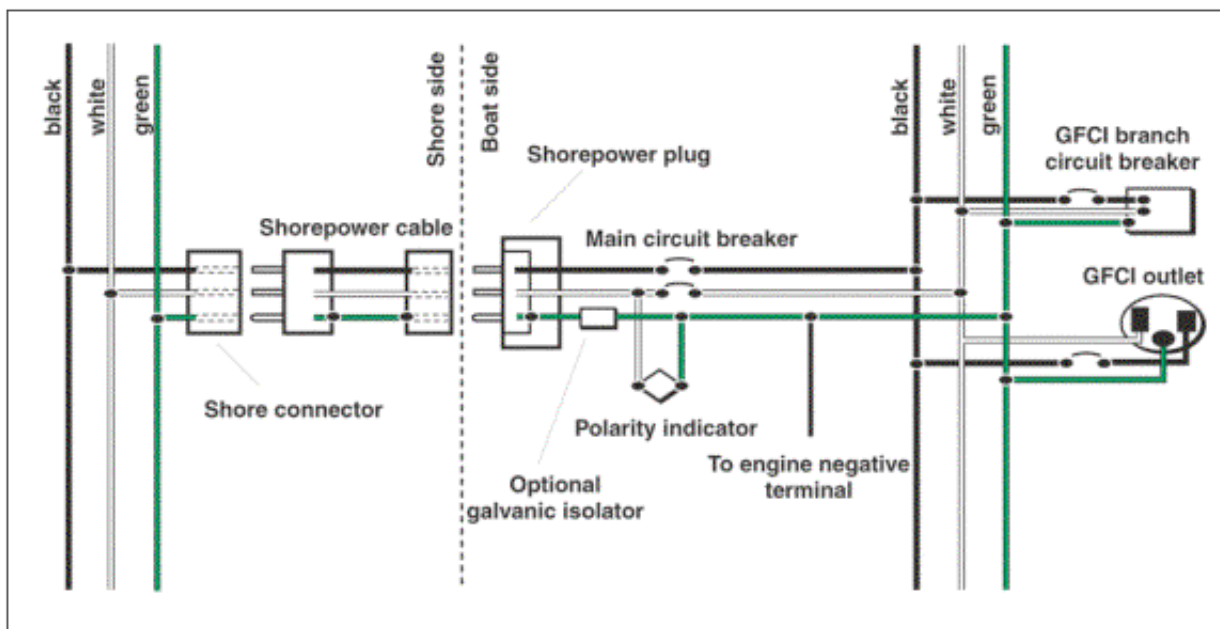 black
white
green
Shore side
Boat side
black
white
green
GFCI branch
circuit breaker
Shorepower plug
Shorepower cable
Main circuit breaker
GFCI outlet
Shore connector
Polarity indicator
To engine negative
terminal
Optional
galvanic isolator